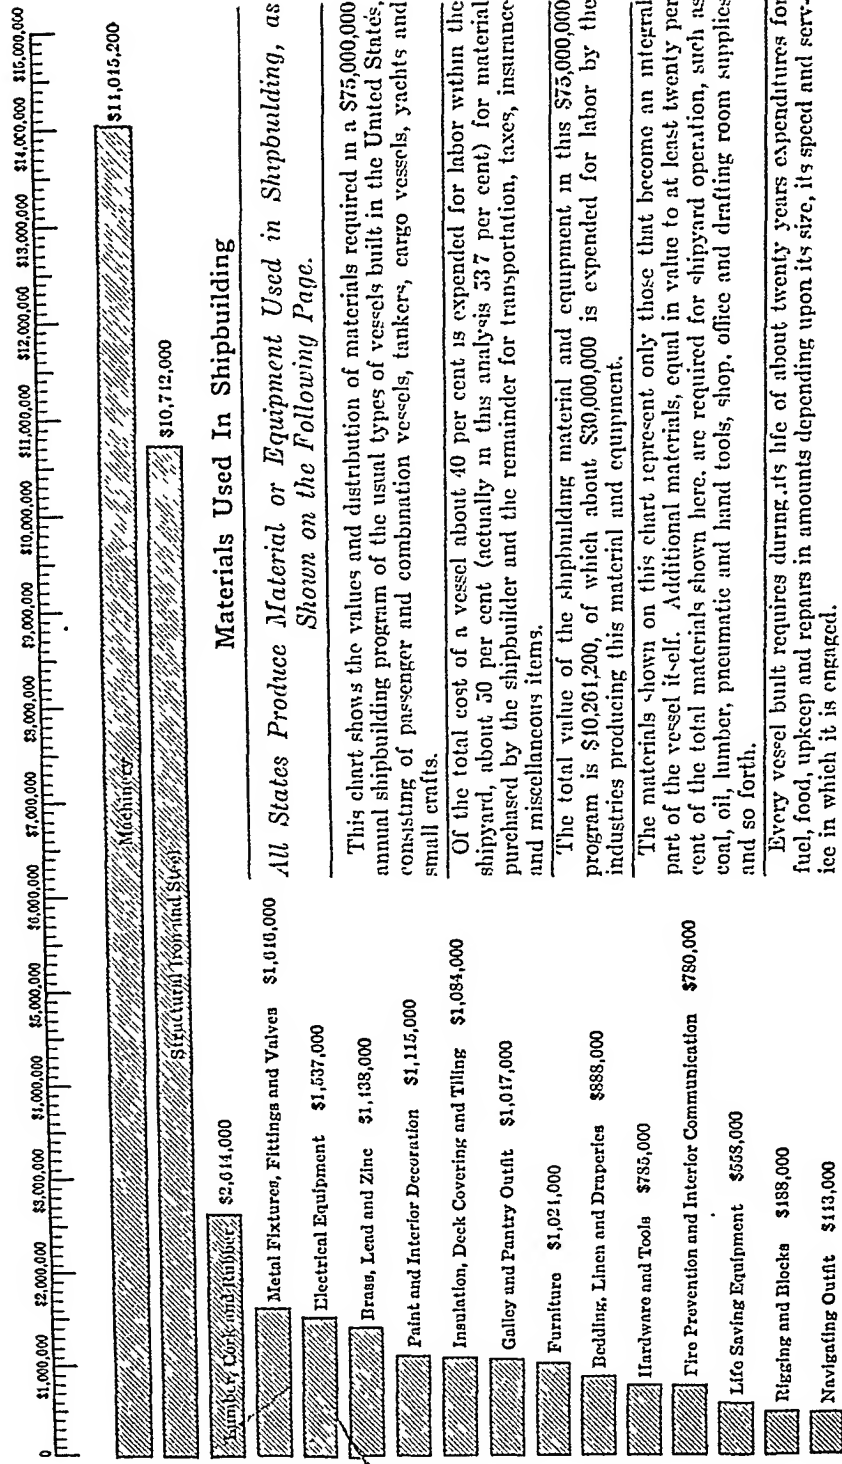 0 $1,000,000 $2,000,000 $3,000,000 $4,000,000 $5,000,000 $6,000,000 $7,000,000 $8,000,000 $9,000,000 $10,000,000 $11,000,000 $12,000,000 $13,000,000 $14,000,000 $15,000,000
Machinery $14,015,200
Structural Iron and Steel $10,712,000
Lumber, Cork and Rubber $2,614,000
Metal Fixtures, Fittings and Valves $1,616,000
Electrical Equipment $1,537,000
Brass, Lead and Zinc $1,138,000
Paint and Interior Decoration $1,115,000
Insulation, Deck Covering and Tiling $1,084,000
Galley and Pantry Outfit $1,017,000
Furniture $1,021,000
Bedding, Linen and Draperies $888,000
Hardware and Tools $785,000
Fire Prevention and Interior Communication $780,000
Life Saving Equipment $558,000
Rigging and Blocks $188,000
Navigating Outfit $113,000
Materials Used In Shipbuilding
All States Produce Material or Equipment Used in Shipbuilding, as
Shown on the Following Page.
This chart shows the values and distribution of materials required in a $75,000,000
annual shipbuilding program of the usual types of vessels built in the United States,
consisting of passenger and combination vessels, tankers, cargo vessels, yachts and
small crafts.
Of the total cost of a vessel about 40 per cent is expended for labor within the
shipyard, about 50 per cent (actually in this analysis 53 7 per cent) for material
purchased by the shipbuilder and the remainder for transportation, taxes, insurance
and miscellaneous items.
The total value of the shipbuilding material and equipment in this $75,000,000
program is $10,261,200, of which about $30,000,000 is expended for labor by the
industries producing this material and equipment.
The materials shown on this chart represent only those that become an integral
part of the vessel itself. Additional materials, equal in value to at least twenty per
cent of the total materials shown here, are required for shipyard operation, such as
coal, oil, lumber, pneumatic and hand tools, shop, office and drafting room supplies
and so forth.
Every vessel built requires during its life of about twenty years expenditures for
fuel, food, upkeep and repairs in amounts depending upon its size, its speed and serv-
ice in which it is engaged.